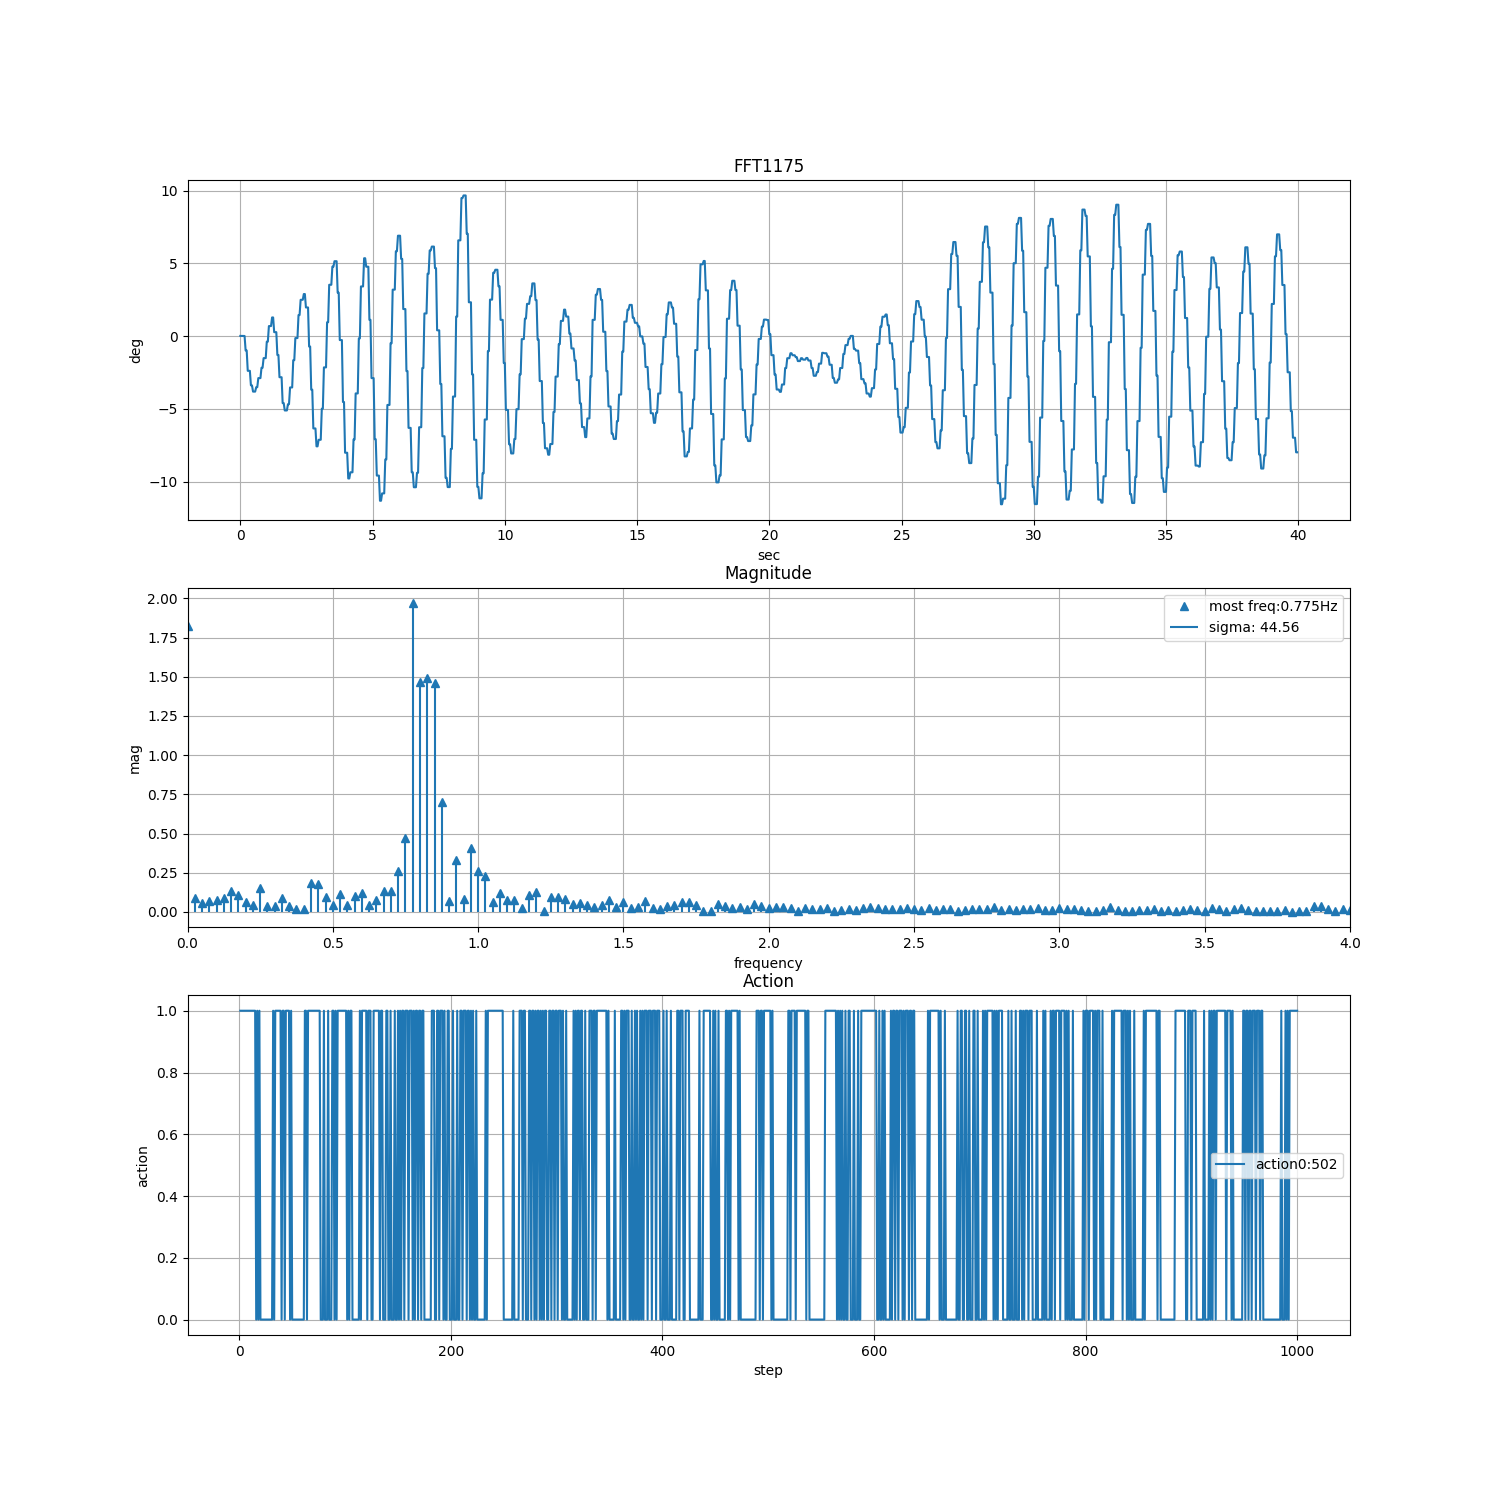 FFT1175
10
5
0
−5
−10
deg
0 5 10 15 20 25 30 35 40
sec
Magnitude
2.00
1.75
1.50
1.25
1.00
0.75
0.50
0.25
0.00
mag
most freq:0.775Hz
sigma: 44.56
0.0 0.5 1.0 1.5 2.0 2.5 3.0 3.5 4.0
frequency
Action
1.0
0.8
0.6
0.4
0.2
0.0
action
action0:502
0 200 400 600 800 1000
step